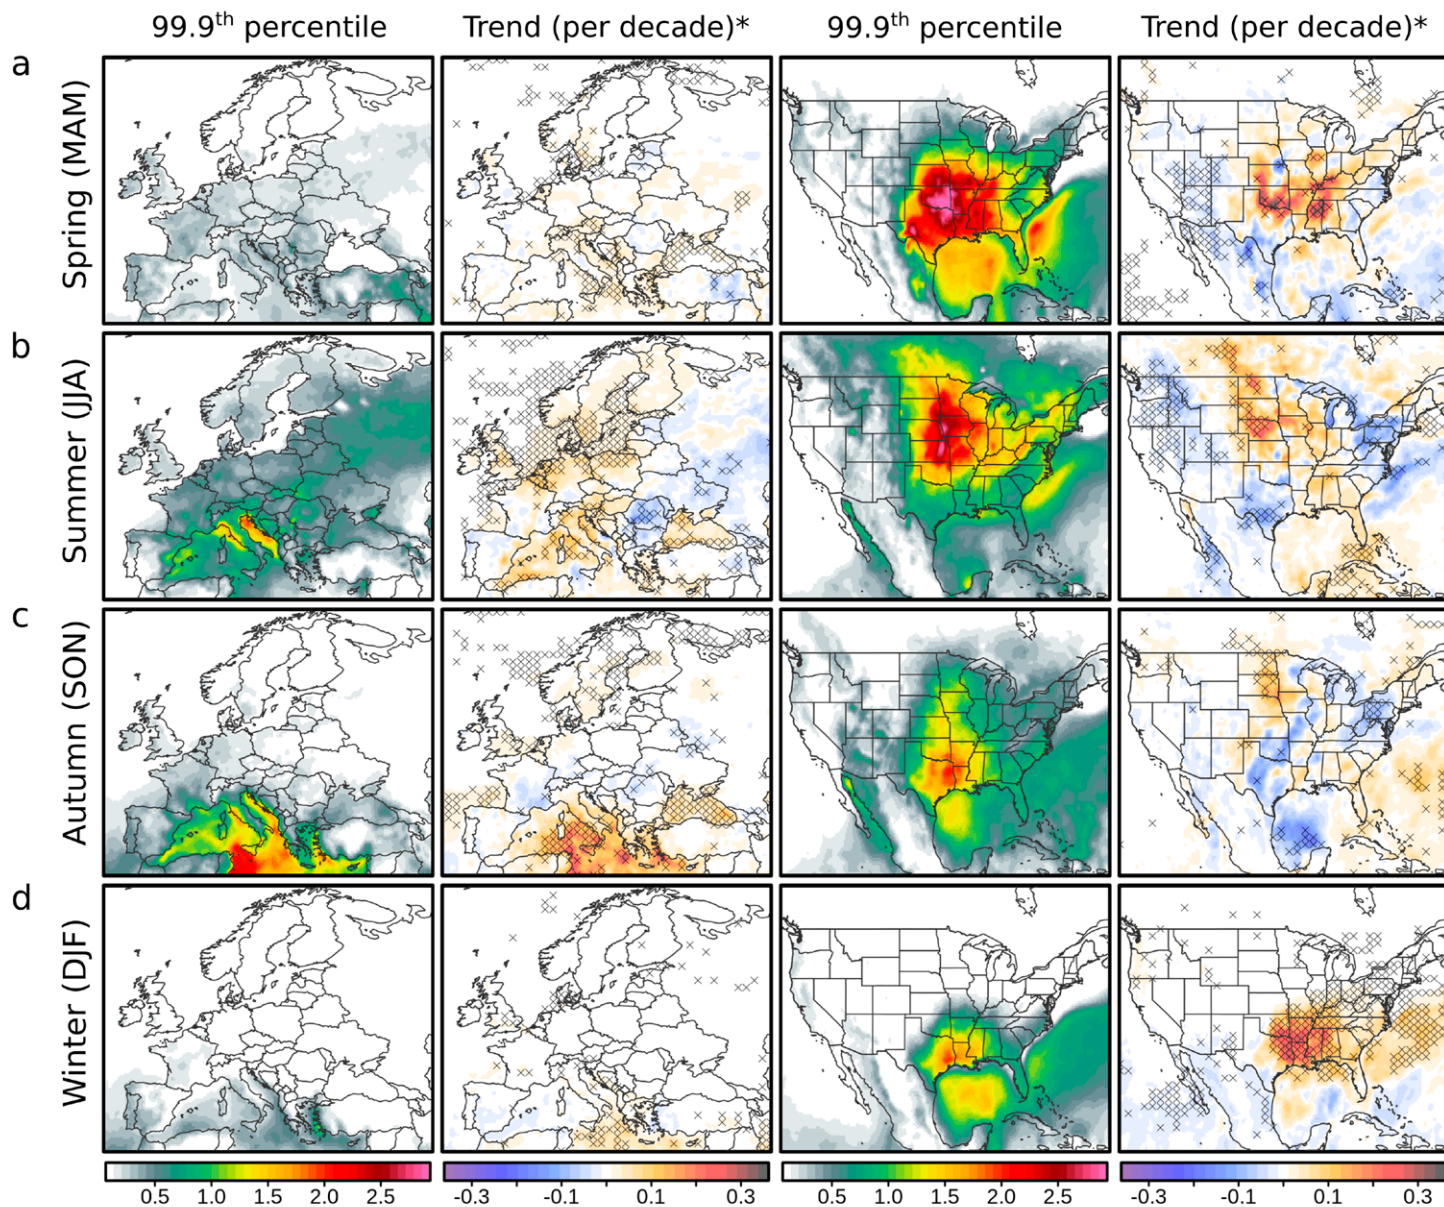 99.9th percentile
Trend (per decade)*
99.9th percentile
Trend (per decade)*
a
Spring (MAM)
b
Summer (JJA)
c
Autumn (SON)
d
Winter (DJF)
0.5 1.0 1.5 2.0 2.5
-0.3 -0.1 0.1 0.3
0.5 1.0 1.5 2.0 2.5
-0.3 -0.1 0.1 0.3